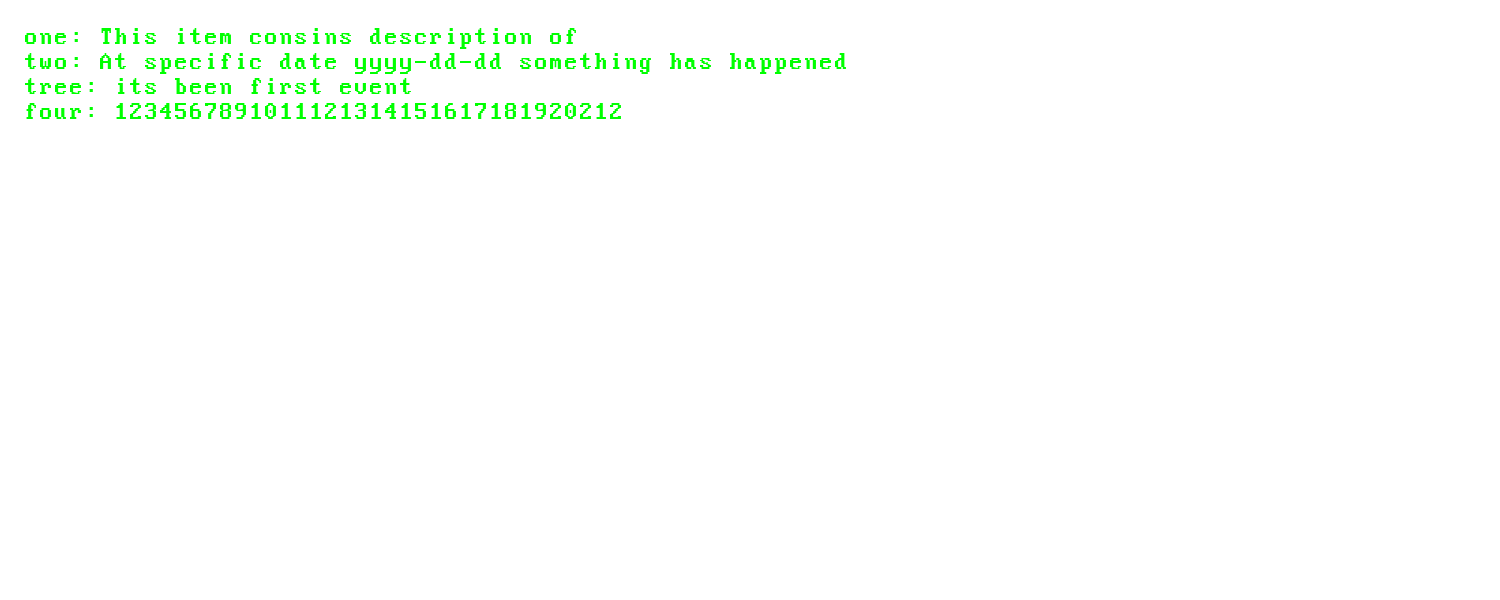 one: This item consins description of
two: At specific date yyyy-dd-dd something has happened
tree: its been first event
four: 1234567891011121314151617181920212